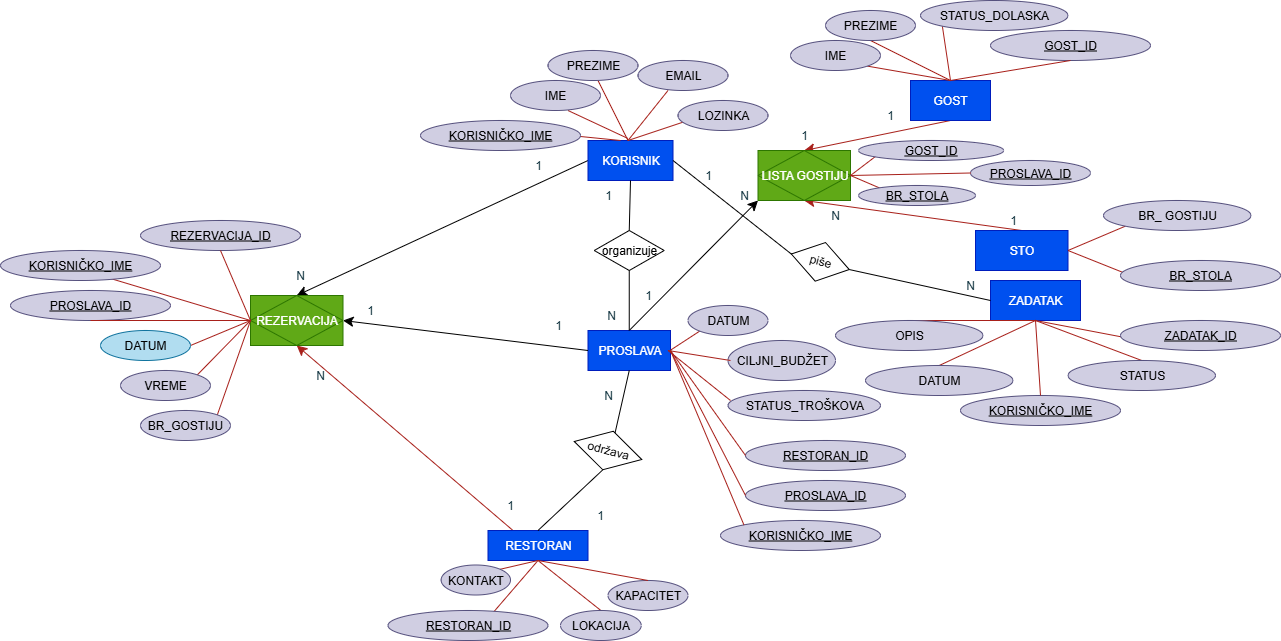 STATUS_DOLASKA
PREZIME
GOST_ID
IME
GOST
PREZIME
EMAIL
IME
LOZINKA
KORISNIČKO_IME
KORISNIK
1
1
LISTA GOSTIJU
GOST_ID
PROSLAVA_ID
BR_STOLA
1
1
1
N
N
1
BR_ GOSTIJU
STO
BR_STOLA
organizuje
piše
REZERVACIJA_ID
KORISNIČKO_IME
PROSLAVA_ID
N
REZERVACIJA
DATUM
VREME
BR_GOSTIJU
1
1
1
N
N
ZADATAK
OPIS
ZADATAK_ID
DATUM
STATUS
KORISNIČKO_IME
PROSLAVA
DATUM
CILJNI_BUDŽET
STATUS_TROŠKOVA
RESTORAN_ID
PROSLAVA_ID
KORISNIČKO_IME
N
N
održava
1
1
RESTORAN
KONTAKT
KAPACITET
RESTORAN_ID
LOKACIJA